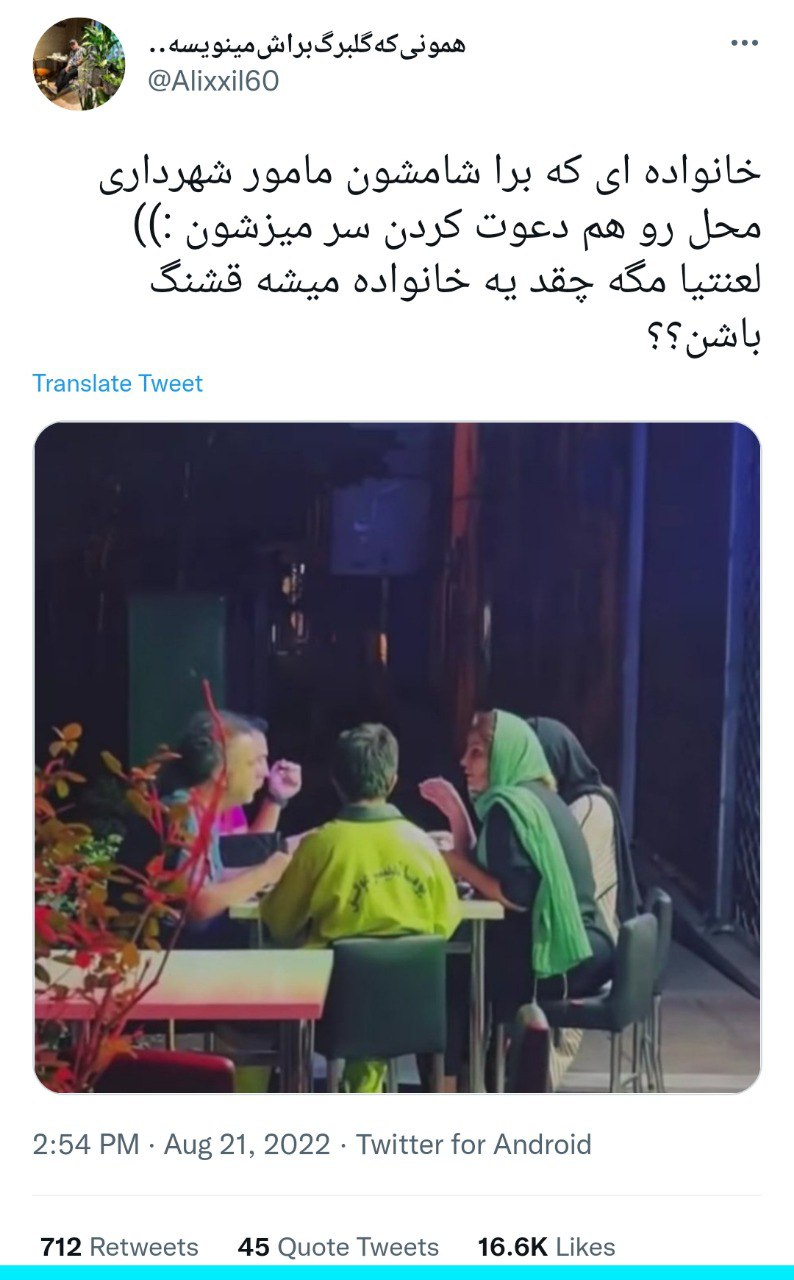 همونی‌که‌گلبرگ‌براش‌مینویسه..
@Alixxil60
خانواده ای که برا شامشون مامور شهرداری
محل رو هم دعوت کردن سر میزشون :))
لعنتیا مگه چقد یه خانواده میشه قشنگ
باشن؟؟
Translate Tweet
2:54 PM · Aug 21, 2022 · Twitter for Android
712 Retweets 45 Quote Tweets 16.6K Likes